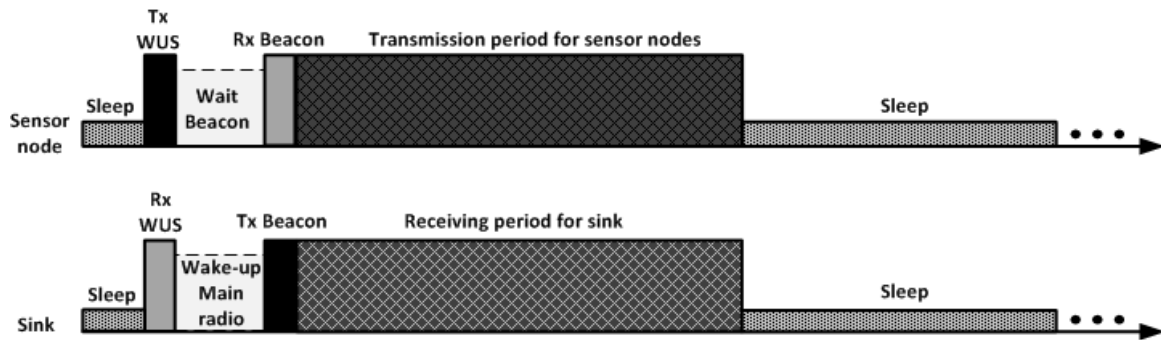 Tx
WUS
Rx Beacon
Transmission period for sensor nodes
Sleep
Wait
Beacon
Sleep
Sensor
node
Rx
WUS
Tx Beacon
Receiving period for sink
Sleep
Wake-up
Main
radio
Sleep
Sink